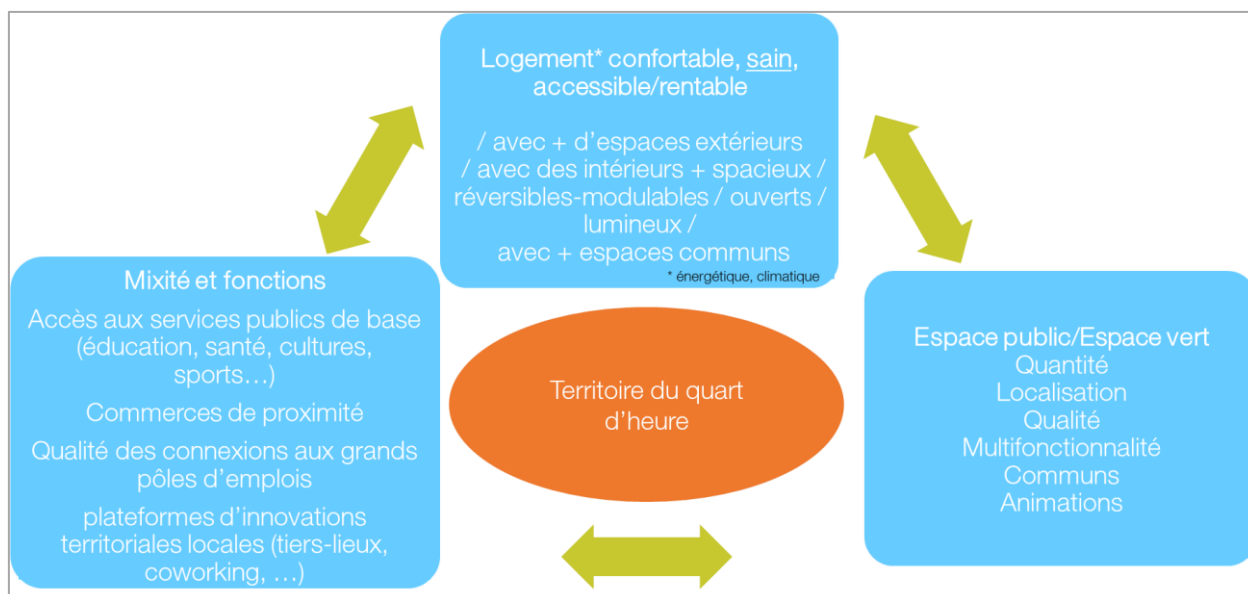 Logement* confortable, sain,
accessible/rentable
/ avec + d'espaces extérieurs
/ avec des intérieurs + spacieux /
réversibles-modulables / ouverts /
lumineux /
avec + espaces communs
* énergétique, climatique
Mixité et fonctions
Accès aux services publics de base
(éducation, santé, cultures,
sports…)
Commerces de proximité
Qualité des connexions aux grands
pôles d'emplois
plateformes d'innovations
territoriales locales (tiers-lieux,
coworking, …)
Territoire du quart
d'heure
Espace public/Espace vert
Quantité
Localisation
Qualité
Multifonctionnalité
Communs
Animations